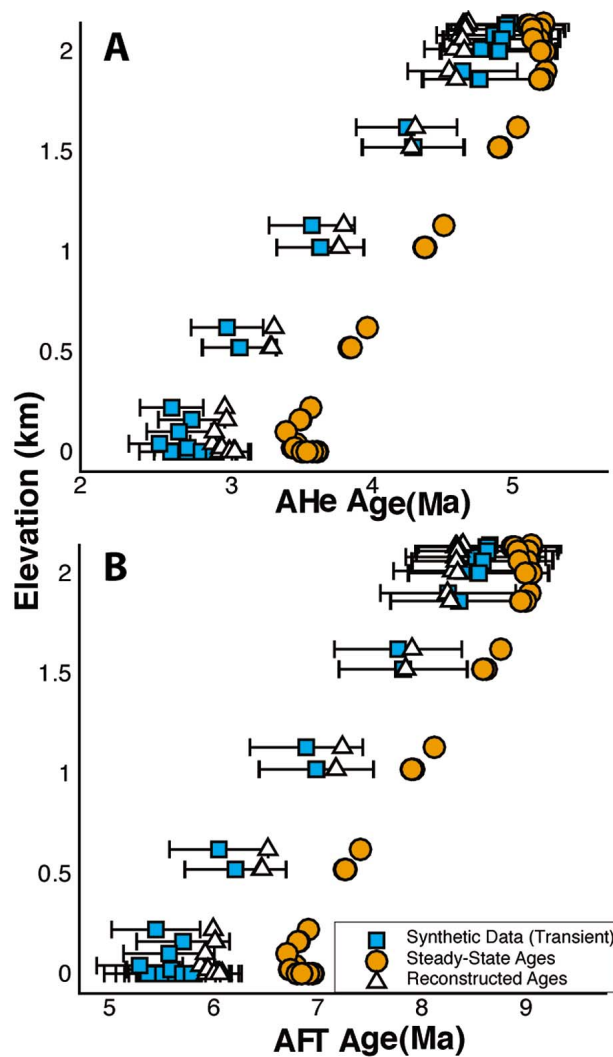 A
2
1.5
1
0.5
0
2
3
4
5
AHe Age(Ma)
Elevation (km)
B
2
1.5
1
0.5
0
5
6
7
8
9
AFT Age(Ma)
Synthetic Data (Transient)
Steady-State Ages
Reconstructed Ages